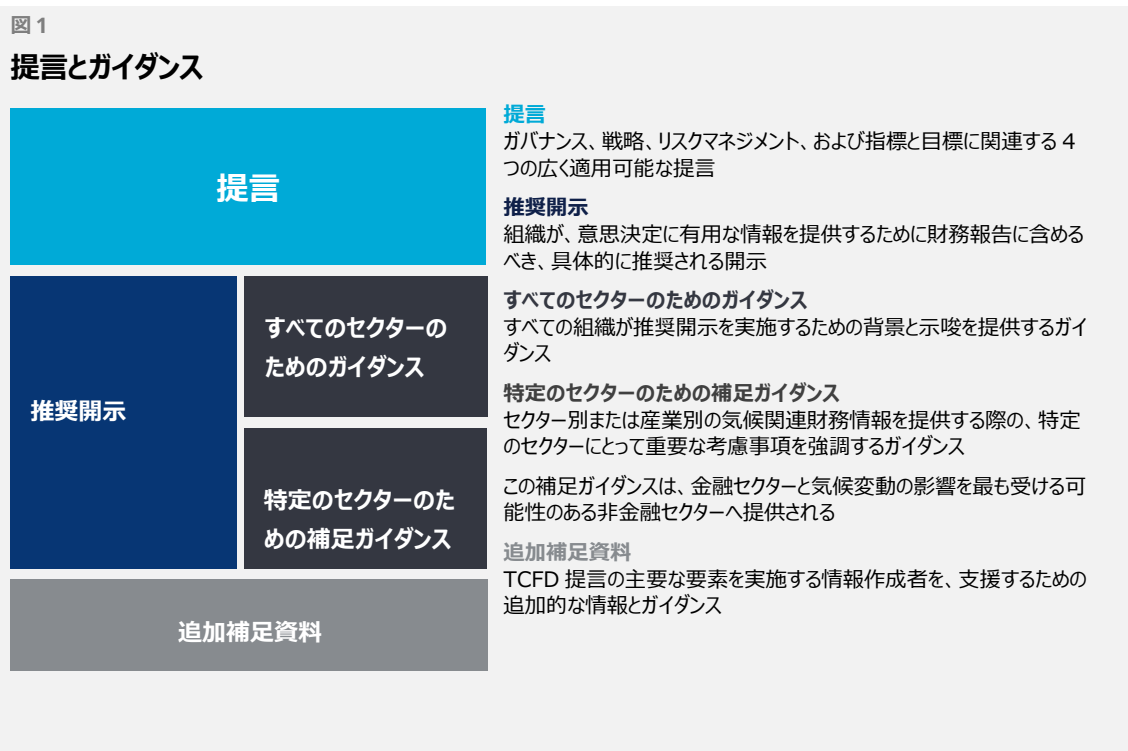 図 1
提言とガイダンス
提言
推奨開示
すべてのセクターの
ためのガイダンス
特定のセクターのた
めの補足ガイダンス
追加補足資料
提言
ガバナンス、戦略、リスクマネジメント、および指標と目標に関連する 4
つの広く適用可能な提言
推奨開示
組織が、意思決定に有用な情報を提供するために財務報告に含める
べき、具体的に推奨される開示
すべてのセクターのためのガイダンス
すべての組織が推奨開示を実施するための背景と示唆を提供するガイ
ダンス
特定のセクターのための補足ガイダンス
セクター別または産業別の気候関連財務情報を提供する際の、特定
のセクターにとって重要な考慮事項を強調するガイダンス
この補足ガイダンスは、金融セクターと気候変動の影響を最も受ける可
能性のある非金融セクターへ提供される
追加補足資料
TCFD 提言の主要な要素を実施する情報作成者を、支援するための
追加的な情報とガイダンス